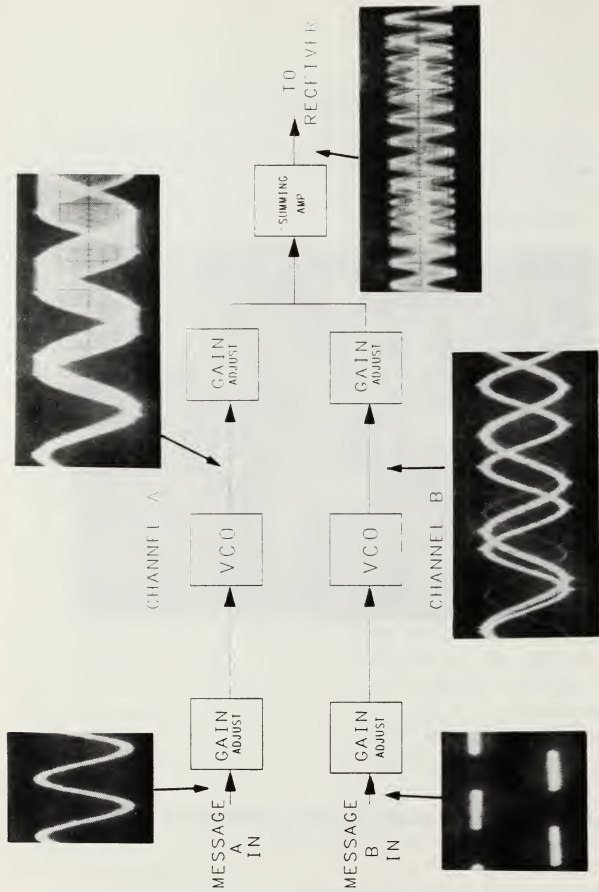 CHANNEL A
MESSAGE
A
IN
GAIN
ADJUST
VCO
GAIN
ADJUST
SUMMING
AMP
TO
RECEIVER
MESSAGE
B
IN
GAIN
ADJUST
VCO
GAIN
ADJUST
CHANNEL B